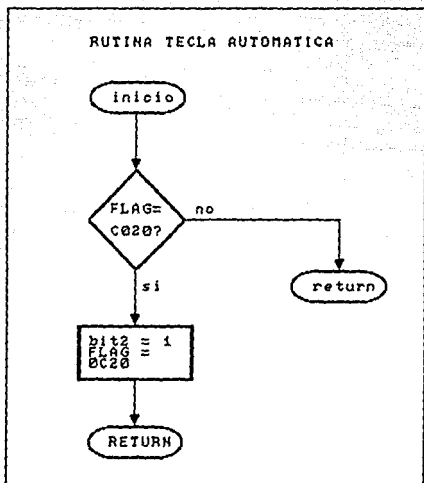 RUTINA TECLA AUTOMATICA
inicio
FLAG=
C020?
no
return
si
bit2 = 1
FLAG =
0C20
RETURN